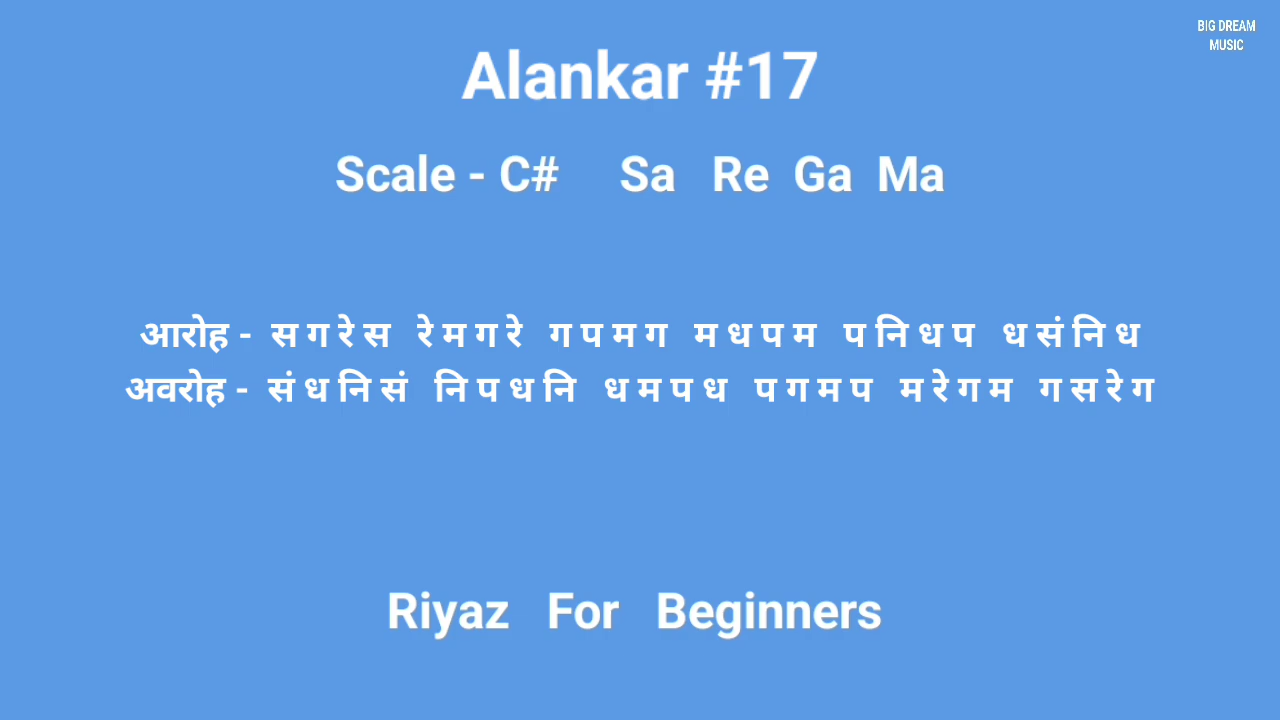 BIG DREAM
MUSIC
Alankar #17
Scale - C# Sa Re Ga Ma
आरोह - स ग रे स रे म ग रे ग प म ग म ध प म प नि ध प ध सं नि ध
अवरोह - सं ध नि सं नि प ध नि ध म प ध प ग म प म रे ग म ग स रे ग
Riyaz For Beginners